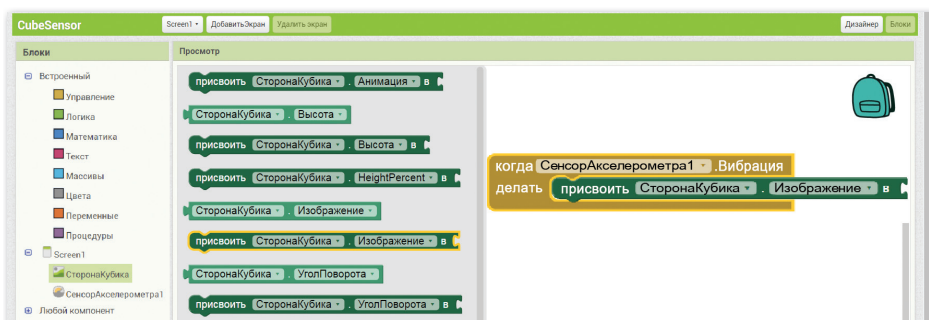 CubeSensor Screen1 ДобавитьЭкран Удалить экран Дизайнер Блоки
Блоки
Встроенный
Управление
Логика
Математика
Текст
Массивы
Цвета
Переменные
Процедуры
Screen1
СторонаКубика
СенсорАкселерометра1
Любой компонент
Просмотр
присвоить СторонаКубика . Анимация в
СторонаКубика . Высота
присвоить СторонаКубика . Высота в
присвоить СторонаКубика . HeightPercent в
СторонаКубика . Изображение
присвоить СторонаКубика . Изображение в
СторонаКубика . УголПоворота
присвоить СторонаКубика . УголПоворота в
когда СенсорАкселерометра1 .Вибрация
делать присвоить СторонаКубика . Изображение в